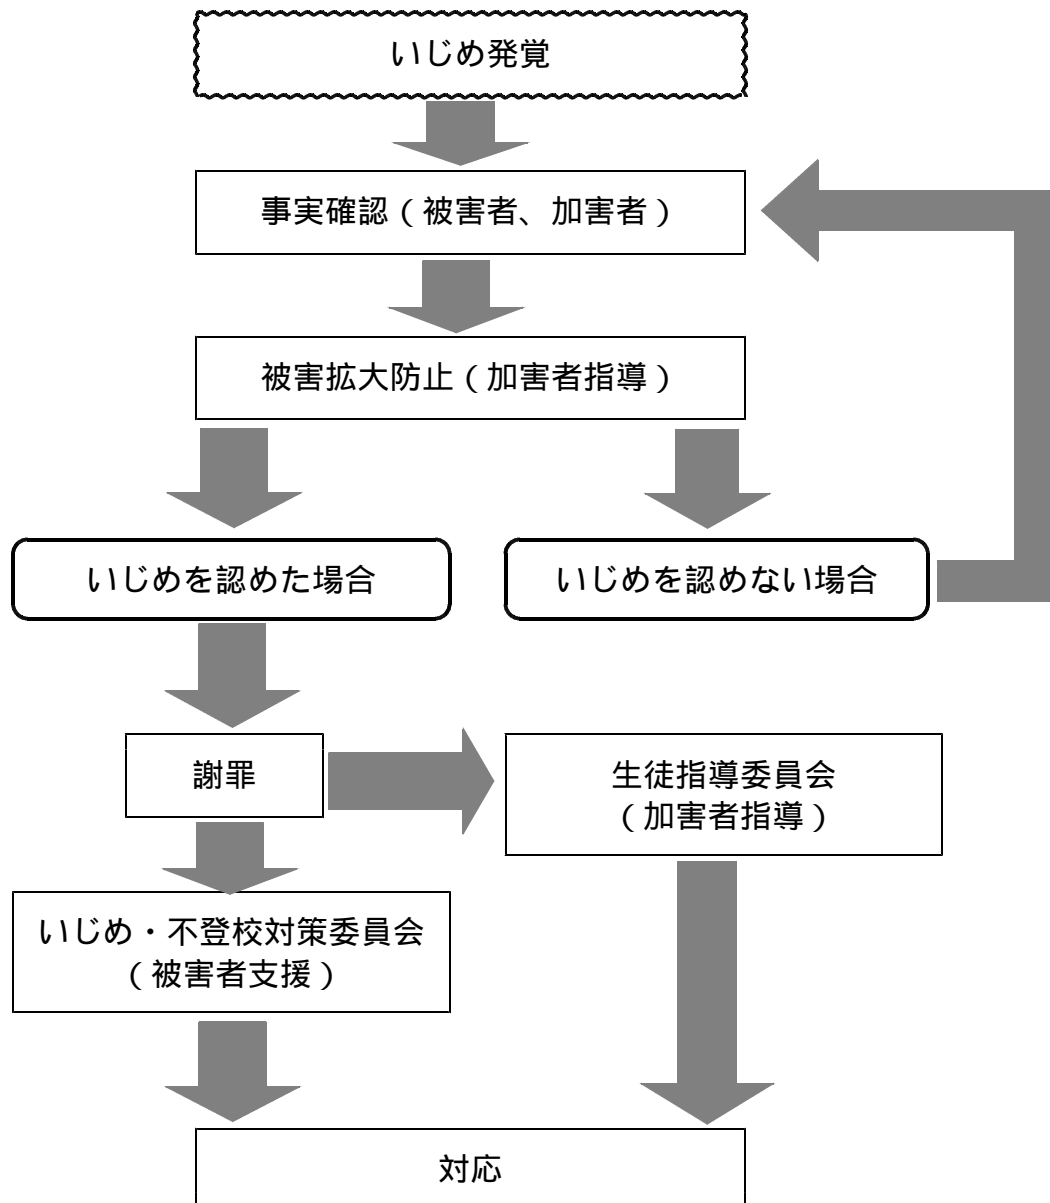 いじめ発覚
事実確認（被害者、加害者）
被害拡大防止（加害者指導）
いじめを認めた場合
いじめを認めない場合
謝罪
生徒指導委員会
（加害者指導）
いじめ・不登校対策委員会
（被害者支援）
対応